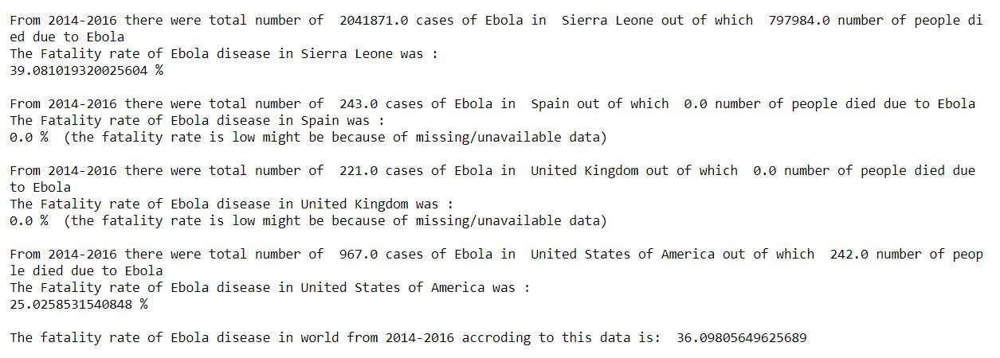 From 2014-2016 there were total number of  2041871.0 cases of Ebola in  Sierra Leone out of which  797984.0 number of people di
ed due to Ebola
The Fatality rate of Ebola disease in Sierra Leone was :
39.081019320025604 %

From 2014-2016 there were total number of  243.0 cases of Ebola in  Spain out of which  0.0 number of people died due to Ebola
The Fatality rate of Ebola disease in Spain was :
0.0 %  (the fatality rate is low might be because of missing/unavailable data)

From 2014-2016 there were total number of  221.0 cases of Ebola in  United Kingdom out of which  0.0 number of people died due
to Ebola
The Fatality rate of Ebola disease in United Kingdom was :
0.0 %  (the fatality rate is low might be because of missing/unavailable data)

From 2014-2016 there were total number of  967.0 cases of Ebola in  United States of America out of which  242.0 number of peop
le died due to Ebola
The Fatality rate of Ebola disease in United States of America was :
25.0258531540848 %

The fatality rate of Ebola disease in world from 2014-2016 accroding to this data is:  36.09805649625689